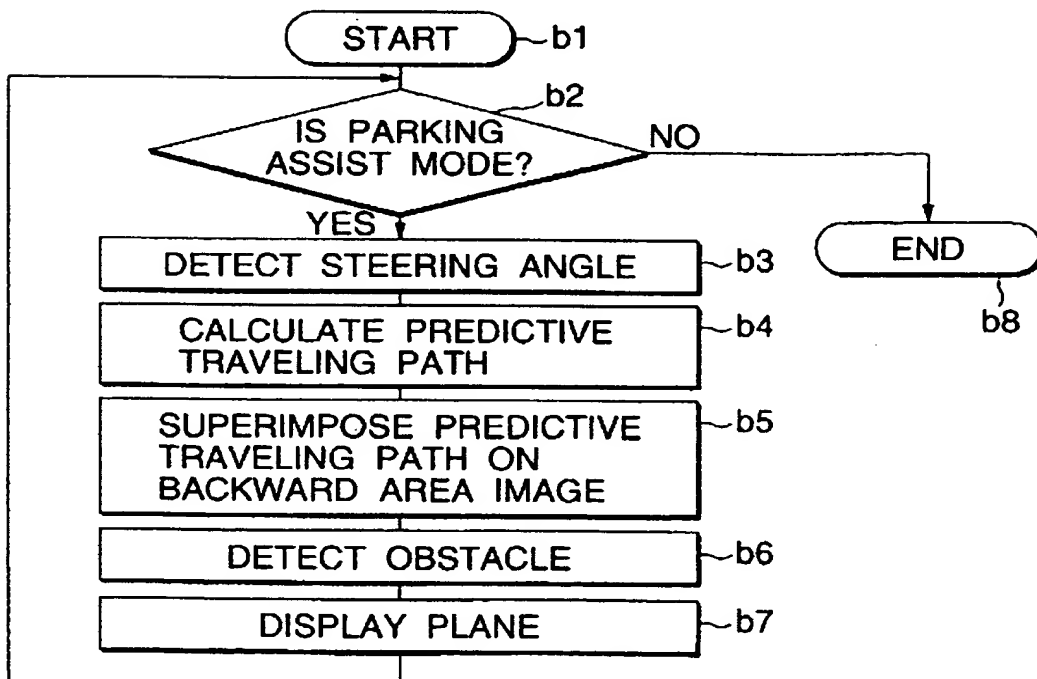 START
b1
b2
IS PARKING
ASSIST MODE?
NO
YES
END
b8
DETECT STEERING ANGLE
b3
CALCULATE PREDICTIVE
TRAVELING PATH
b4
SUPERIMPOSE PREDICTIVE
TRAVELING PATH ON
BACKWARD AREA IMAGE
b5
DETECT OBSTACLE
b6
DISPLAY PLANE
b7